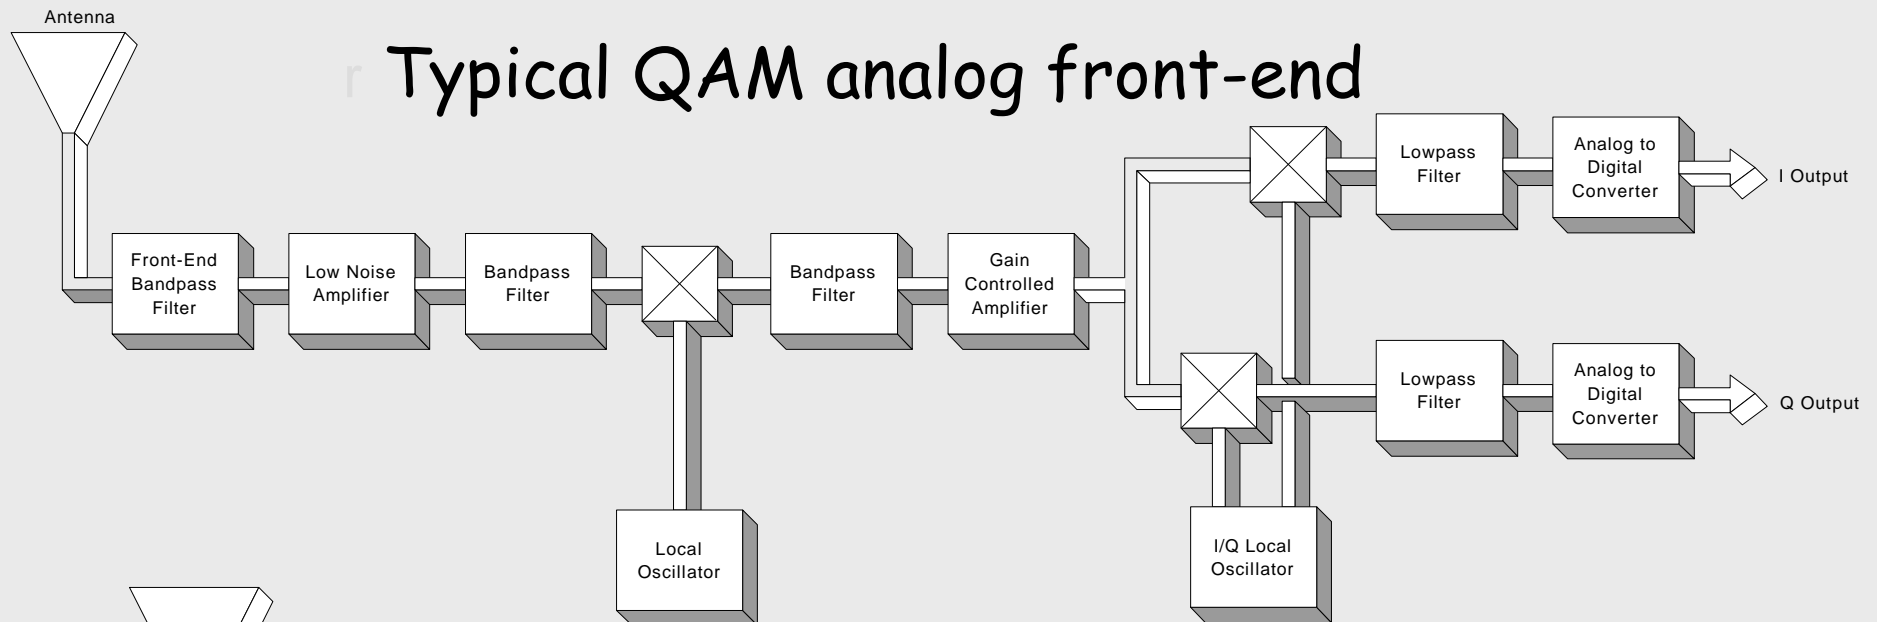 Antenna
r Typical QAM analog front-end
Front-End
Bandpass
Filter
Low Noise
Amplifier
Bandpass
Filter
Bandpass
Filter
Gain
Controlled
Amplifier
Lowpass
Filter
Analog to
Digital
Converter
I Output
Lowpass
Filter
Analog to
Digital
Converter
Q Output
Local
Oscillator
I/Q Local
Oscillator